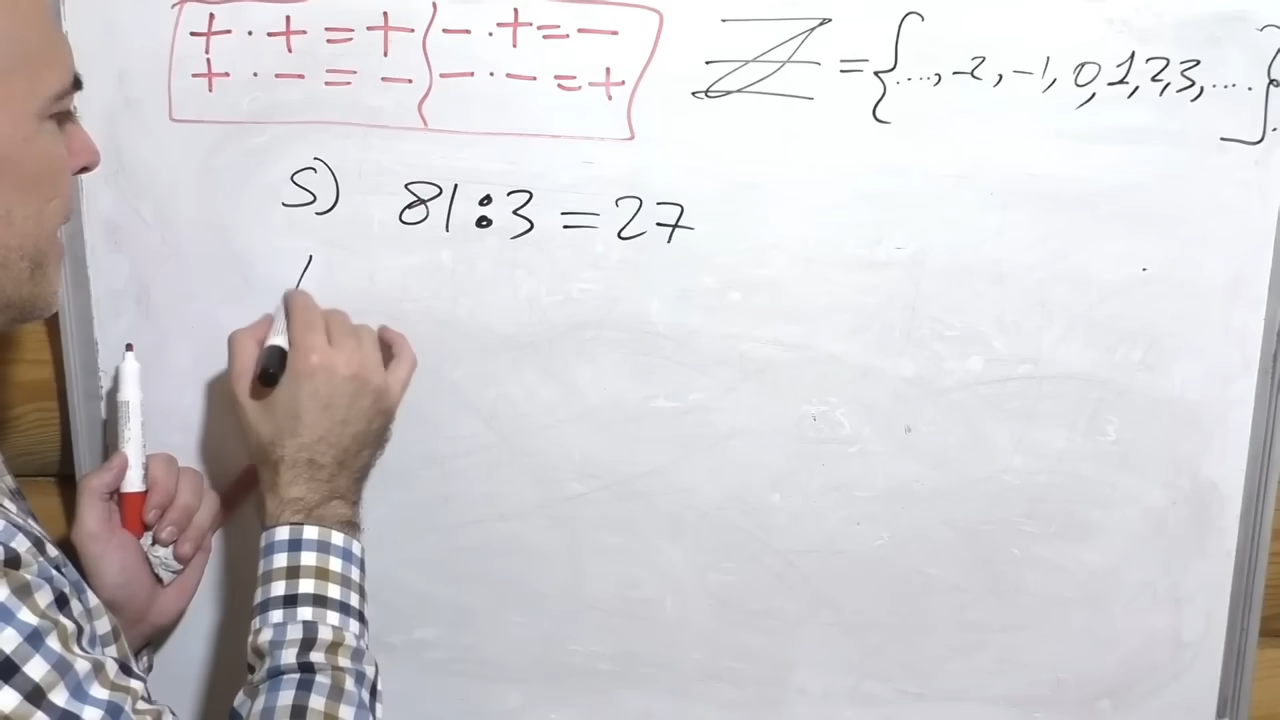 + · + = + - · + = -
+ · - = - - · - = +
ℤ = {..., -2, -1, 0, 1, 2, 3, ....}.
5) 81 : 3 = 27